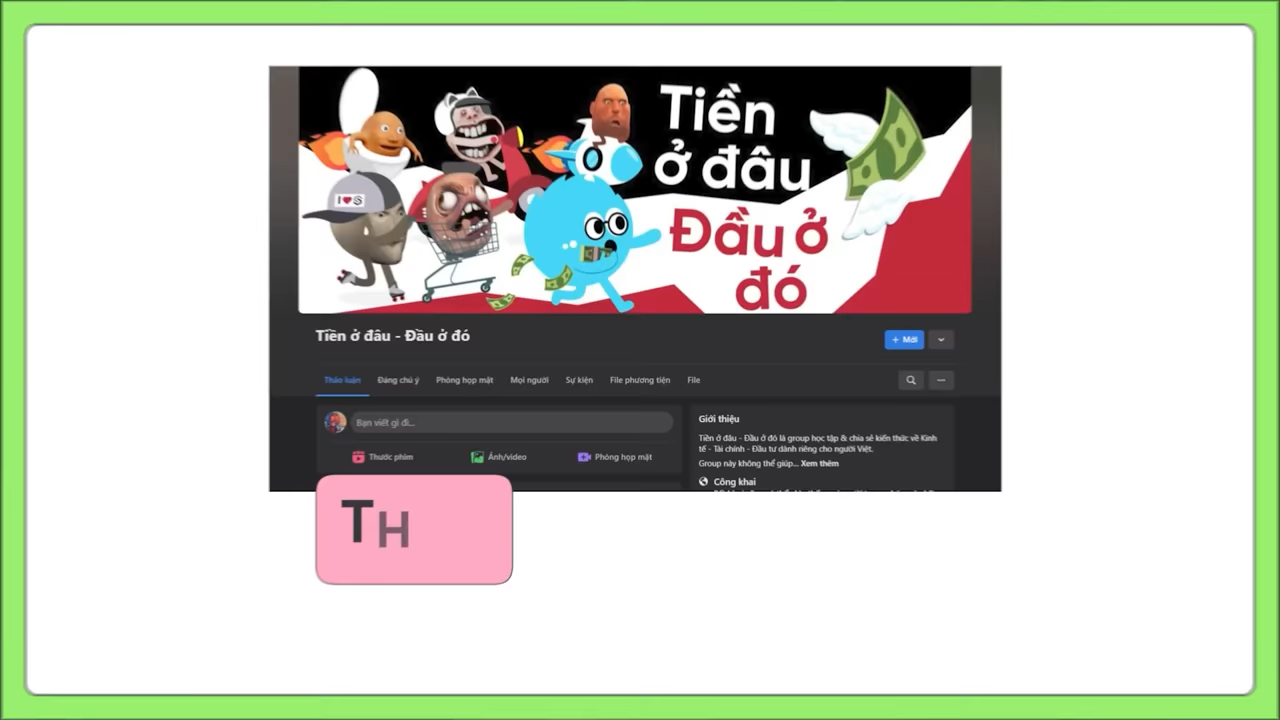 Tiền
ở đâu
Đầu ở
đó
I ❤ S
Tiền ở đâu - Đầu ở đó
+ Mời
Thảo luận Đáng chú ý Phòng họp mặt Mọi người Sự kiện File phương tiện File
Bạn viết gì đi...
Thước phim Ảnh/video Phòng họp mặt
Giới thiệu
Tiền ở đâu - Đầu ở đó là group học tập & chia sẻ kiến thức về Kinh
tế - Tài chính - Đầu tư dành riêng cho người Việt.
Group này không thể giúp... Xem thêm
Công khai
TH